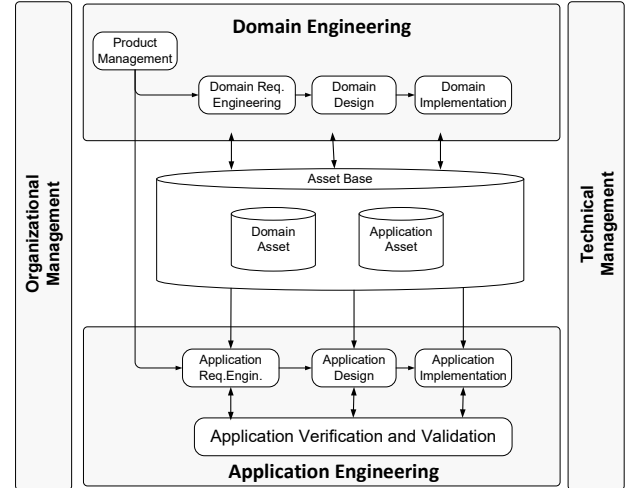 Domain Engineering
Product
Management
Domain Req.
Engineering
Domain
Design
Domain
Implementation
Organizational
Management
Technical
Management
Asset Base
Domain
Asset
Application
Asset
Application
Req.Engin.
Application
Design
Application
Implementation
Application Verification and Validation
Application Engineering